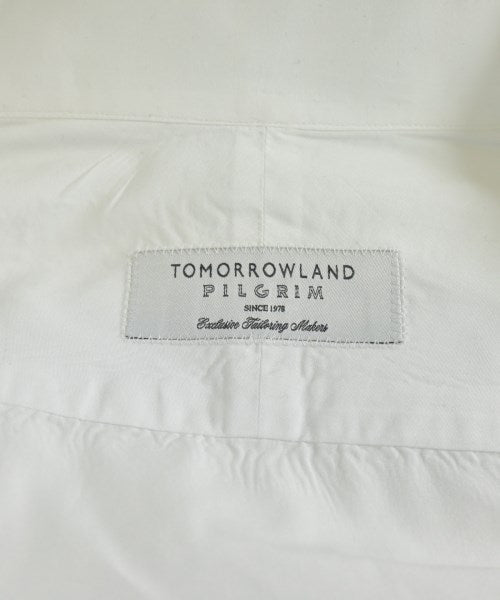 TOMORROWLAND
PILGRIM
SINCE 1978
Exclusive Tailoring Makers